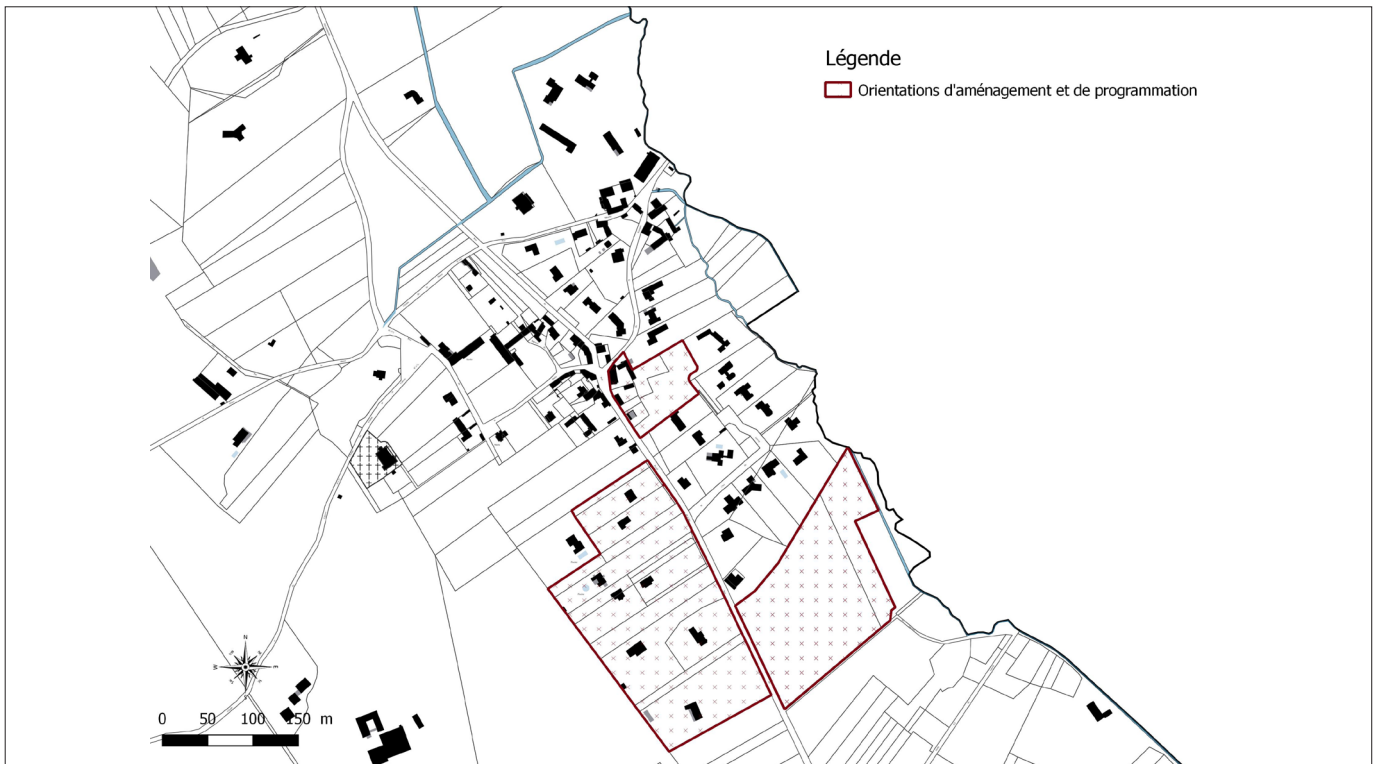 Légende
Orientations d'aménagement et de programmation
N
W
E
S
0 50 100 150 m